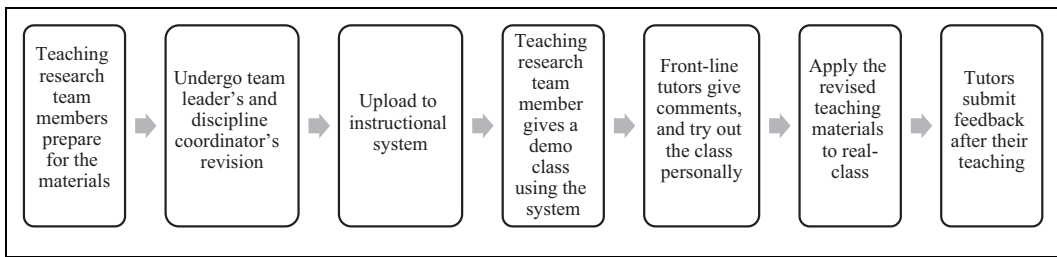 Teaching
research
team
members
prepare
for the
materials
Undergo team
leader's and
discipline
coordinator's
revision
Upload to
instructional
system
Teaching
research
team
member
gives a
demo
class
using the
system
Front-line
tutors give
comments,
and try out
the class
personally
Apply the
revised
teaching
materials
to real-
class
Tutors
submit
feedback
after their
teaching